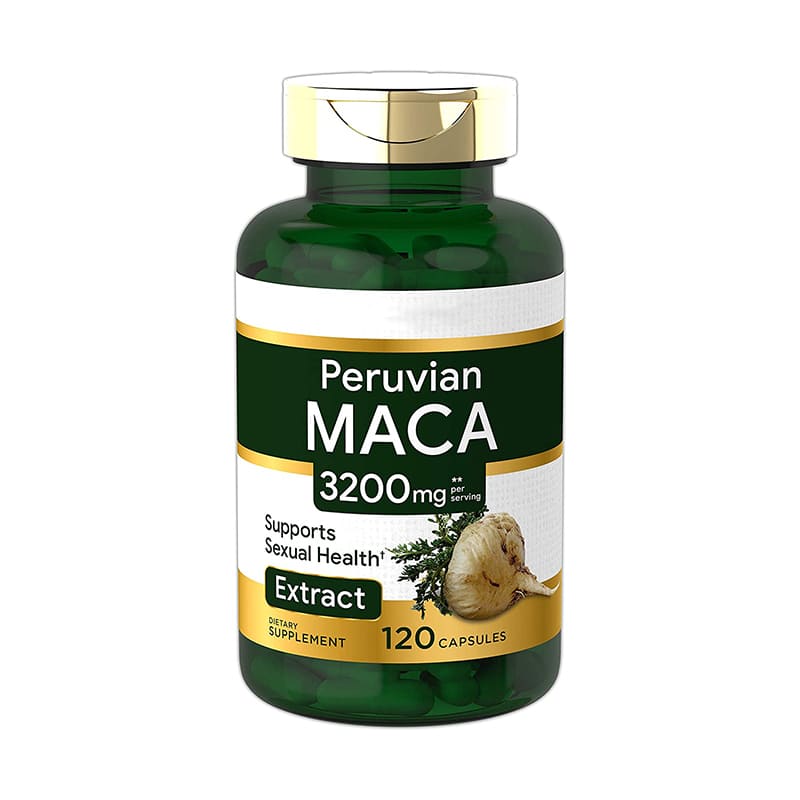 Peruvian
MACA
3200mg** per serving
Supports
Sexual Health†
Extract
DIETARY
SUPPLEMENT
120 CAPSULES